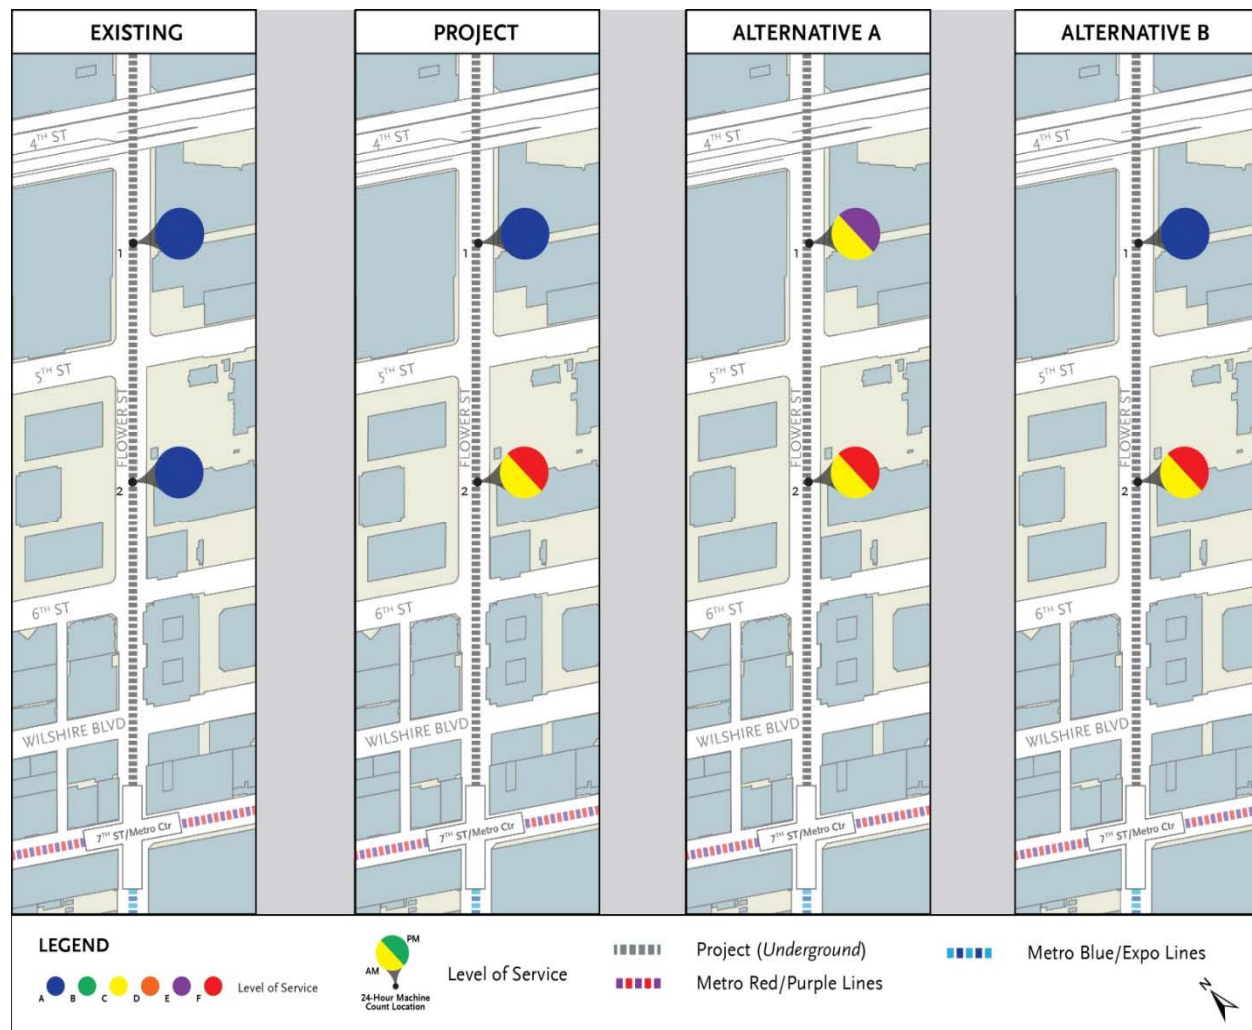 EXISTING
PROJECT
ALTERNATIVE A
ALTERNATIVE B
4TH ST
4TH ST
4TH ST
4TH ST
1
1
1
1
5TH ST
5TH ST
5TH ST
5TH ST
FLOWER ST
FLOWER ST
FLOWER ST
FLOWER ST
2
2
2
2
6TH ST
6TH ST
6TH ST
6TH ST
WILSHIRE BLVD
WILSHIRE BLVD
WILSHIRE BLVD
WILSHIRE BLVD
7TH ST/Metro Ctr
7TH ST/Metro Ctr
7TH ST/Metro Ctr
7TH ST/Metro Ctr
LEGEND
A B C D E F Level of Service
PM
AM
Level of Service
24-Hour Machine
Count Location
Project (Underground)
Metro Red/Purple Lines
Metro Blue/Expo Lines
N